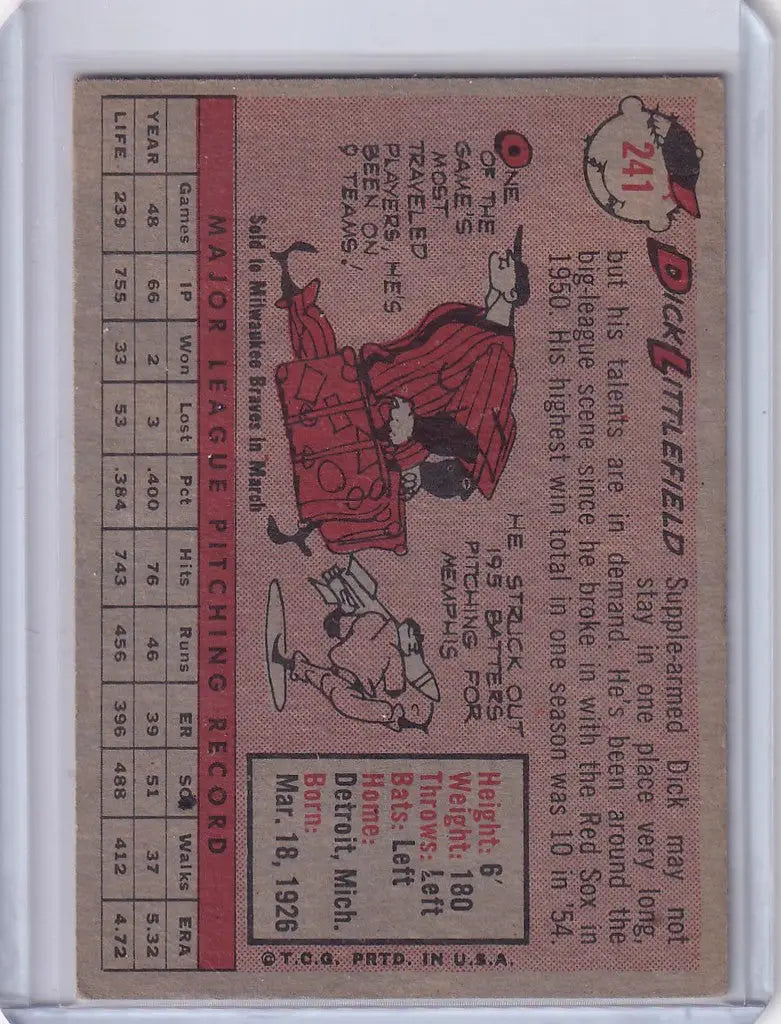 241
DICK LITTLEFIELD Supple-armed Dick may not
stay in one place very long,
but his talents are in demand. He's been around the
big-league scene since he broke in with the Red Sox in
1950. His highest win total in one season was 10 in '54.
ONE
OF THE
GAME'S
MOST
TRAVELED
PLAYERS, HE'S
BEEN ON
9 TEAMS!
HE STRUCK OUT
195 BATTERS
PITCHING FOR
MEMPHIS
Sold to Milwaukee Braves in March
Height: 6'
Weight: 180
Throws: Left
Bats: Left
Home:
Detroit, Mich.
Born:
Mar. 18, 1926
© T.C.G. PRTD. IN U.S.A.
MAJOR LEAGUE PITCHING RECORD
Games IP Won Lost Pct Hits Runs ER SO Walks ERA
YEAR 48 66 2 3 .400 76 46 39 51 37 5.32
LIFE 239 755 33 53 .384 743 456 396 488 412 4.72